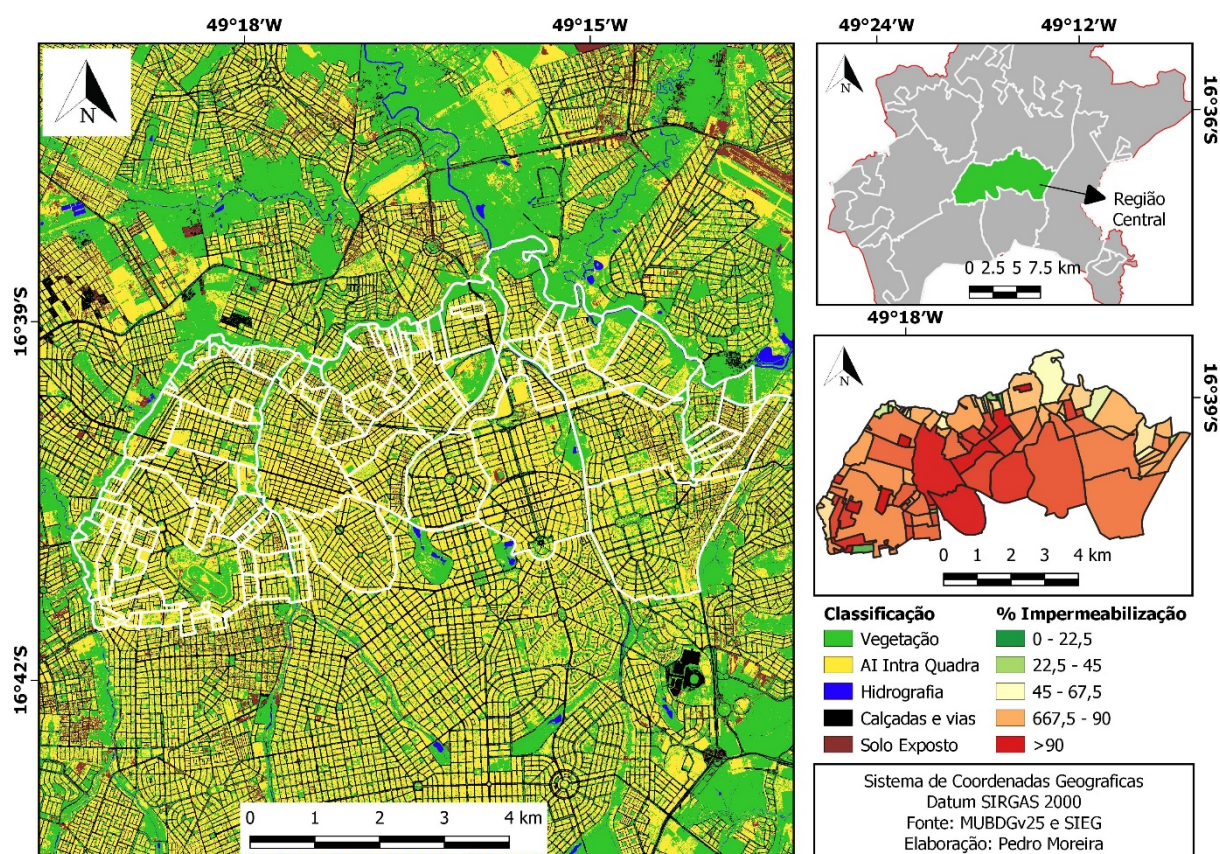 49°18'W
49°15'W
N
16°39'S
16°42'S
0 1 2 3 4 km
49°24'W
49°12'W
N
16°36'S
Região
Central
0 2.5 5 7.5 km
49°18'W
N
16°39'S
0 1 2 3 4 km
Classificação
Vegetação
AI Intra Quadra
Hidrografia
Calçadas e vias
Solo Exposto
% Impermeabilização
0 - 22,5
22,5 - 45
45 - 67,5
667,5 - 90
>90
Sistema de Coordenadas Geograficas
Datum SIRGAS 2000
Fonte: MUBDGv25 e SIEG
Elaboração: Pedro Moreira